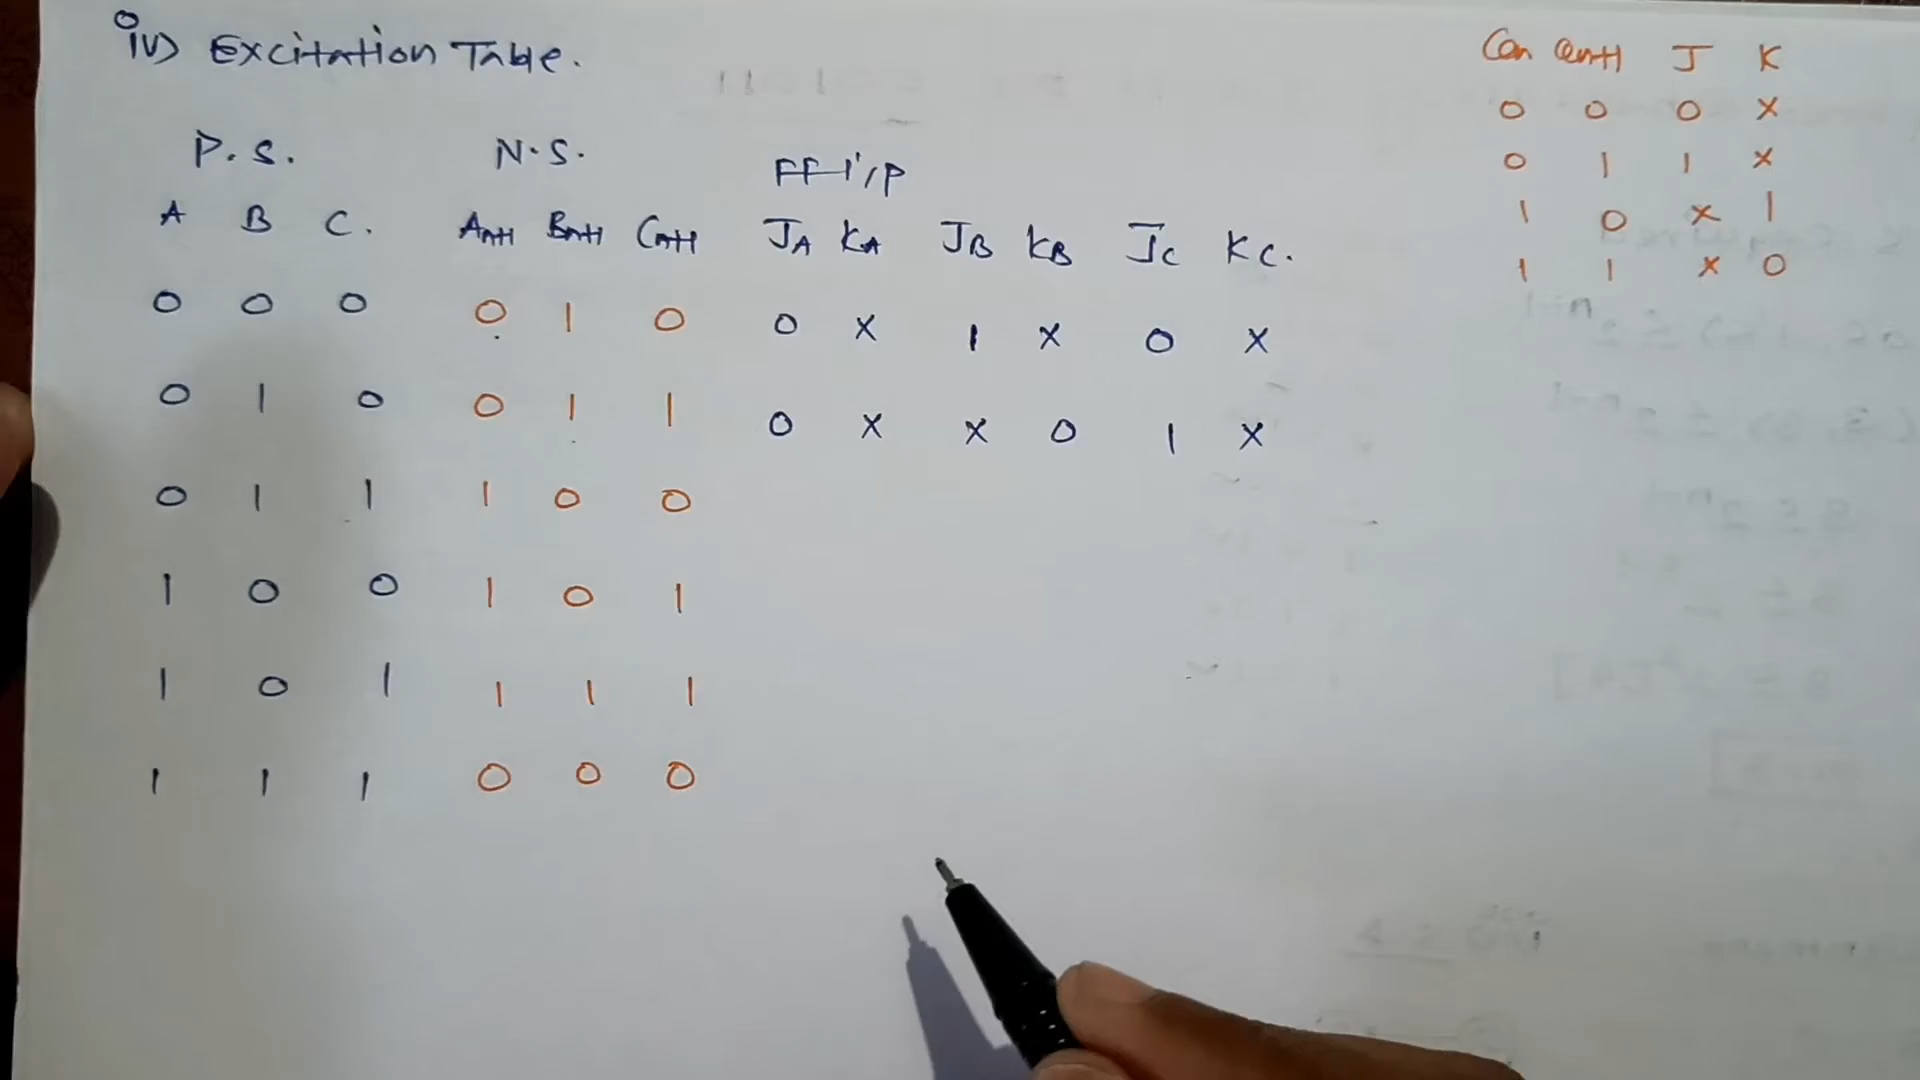 iv) Excitation Table.
Qn Qn+1 J K
0 0 0 X
0 1 1 X
1 0 X 1
1 1 X 0
P.S. N.S. FF I/P
A B C. An+1 Bn+1 Cn+1 JA KA JB KB JC KC.
0 0 0 0 1 0 0 X 1 X 0 X
0 1 0 0 1 1 0 X X 0 1 X
0 1 1 1 0 0
1 0 0 1 0 1
1 0 1 1 1 1
1 1 1 0 0 0